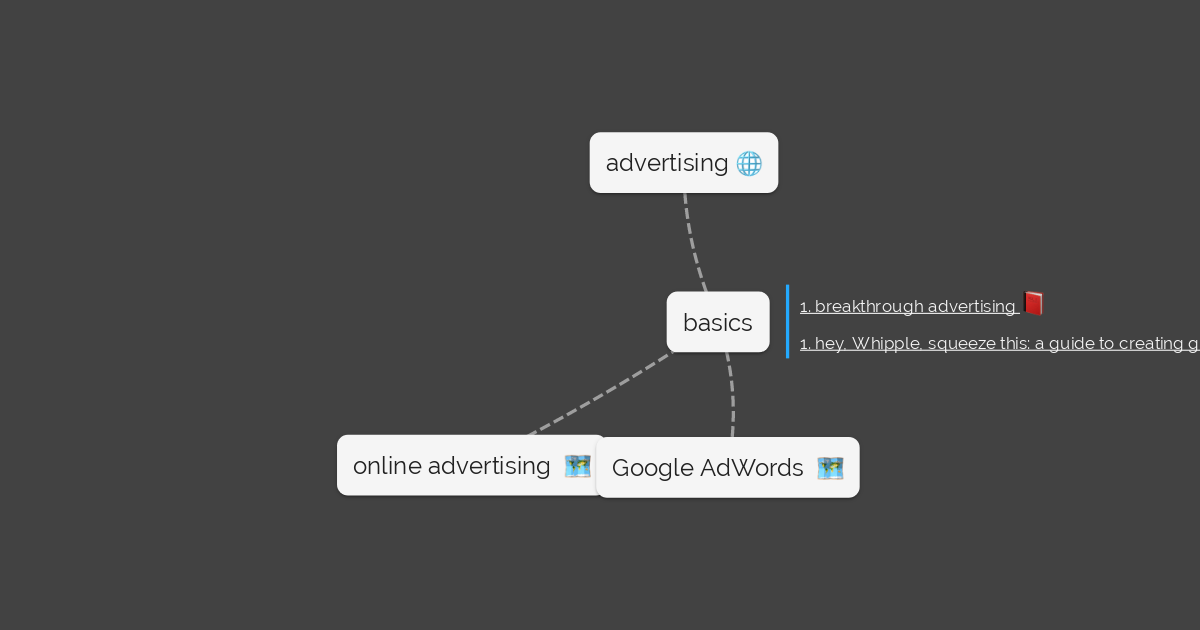 advertising
basics
1. breakthrough advertising
1. hey, Whipple, squeeze this: a guide to creating g
online advertising
Google AdWords